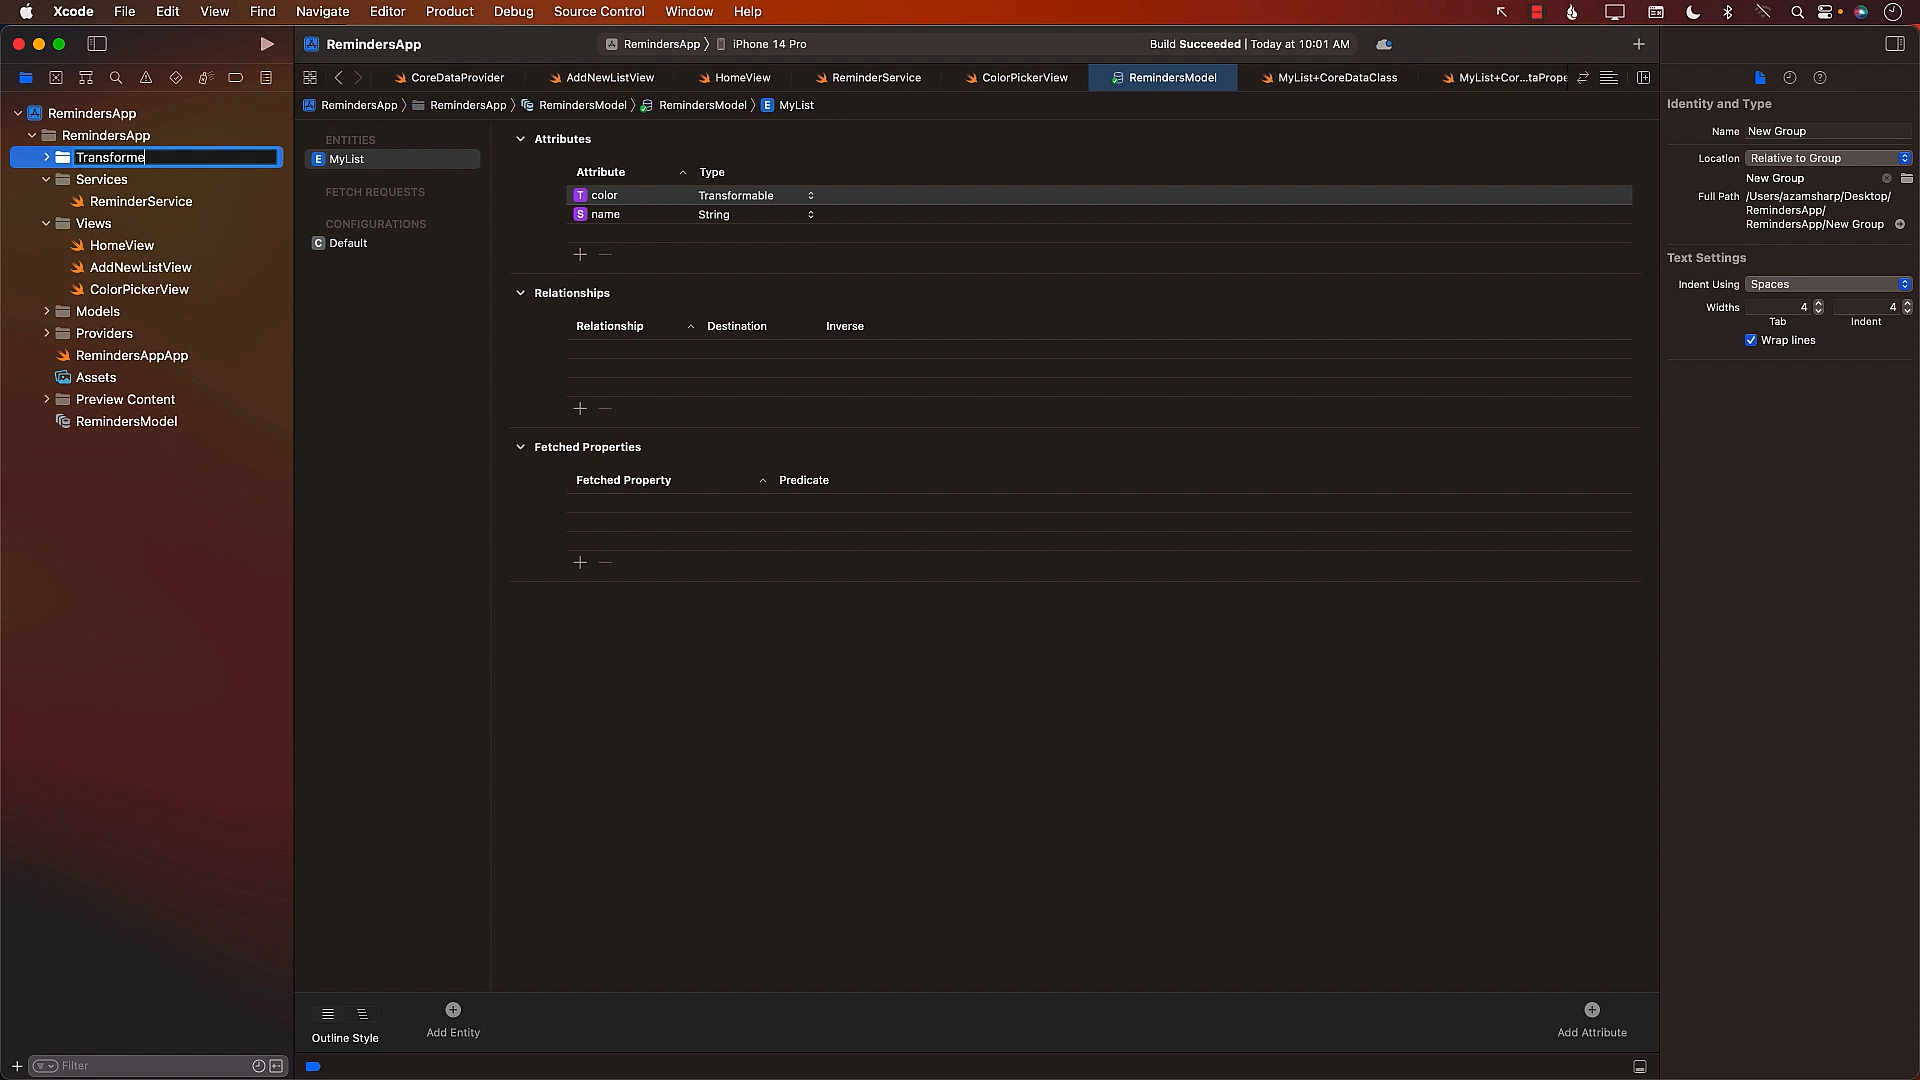 Xcode File Edit View Find Navigate Editor Product Debug Source Control Window Help
RemindersApp
RemindersApp iPhone 14 Pro
Build Succeeded | Today at 10:01 AM
CoreDataProvider AddNewListView HomeView ReminderService ColorPickerView RemindersModel MyList+CoreDataClass MyList+Cor...taPrope
RemindersApp RemindersApp RemindersModel RemindersModel E MyList
RemindersApp
RemindersApp
Transforme
Services
ReminderService
Views
HomeView
AddNewListView
ColorPickerView
Models
Providers
RemindersAppApp
Assets
Preview Content
RemindersModel
Filter
ENTITIES
E MyList
FETCH REQUESTS
CONFIGURATIONS
C Default
Attributes
Attribute Type
T color Transformable
S name String
Relationships
Relationship Destination Inverse
Fetched Properties
Fetched Property Predicate
Outline Style
Add Entity
Add Attribute
Identity and Type
Name New Group
Location Relative to Group
New Group
Full Path /Users/azamsharp/Desktop/
RemindersApp/
RemindersApp/New Group
Text Settings
Indent Using Spaces
Widths 4 4
Tab Indent
Wrap lines